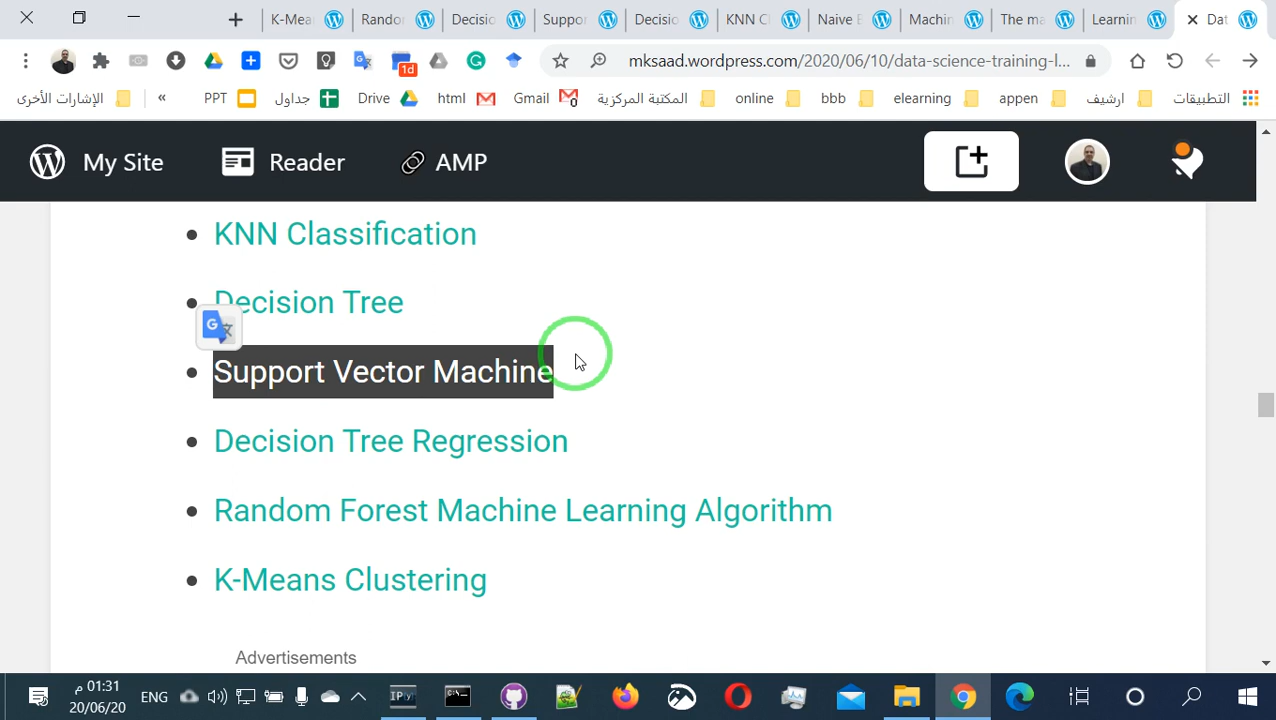 K-Mea
Rando
Decisio
Suppor
Decisio
KNN C
Naive E
Machin
The ma
Learnin
Dat
1d
mksaad.wordpress.com/2020/06/10/data-science-training-l...
الإشارات الأخرى
«
PPT
جداول
Drive
html
Gmail
0
المكتبة المركزية
online
bbb
elearning
appen
ارشيف
التطبيقات
My Site
Reader
AMP
• KNN Classification
• Decision Tree
• Support Vector Machine
• Decision Tree Regression
• Random Forest Machine Learning Algorithm
• K-Means Clustering
Advertisements
01:31 م
20/06/20
ENG
IPy